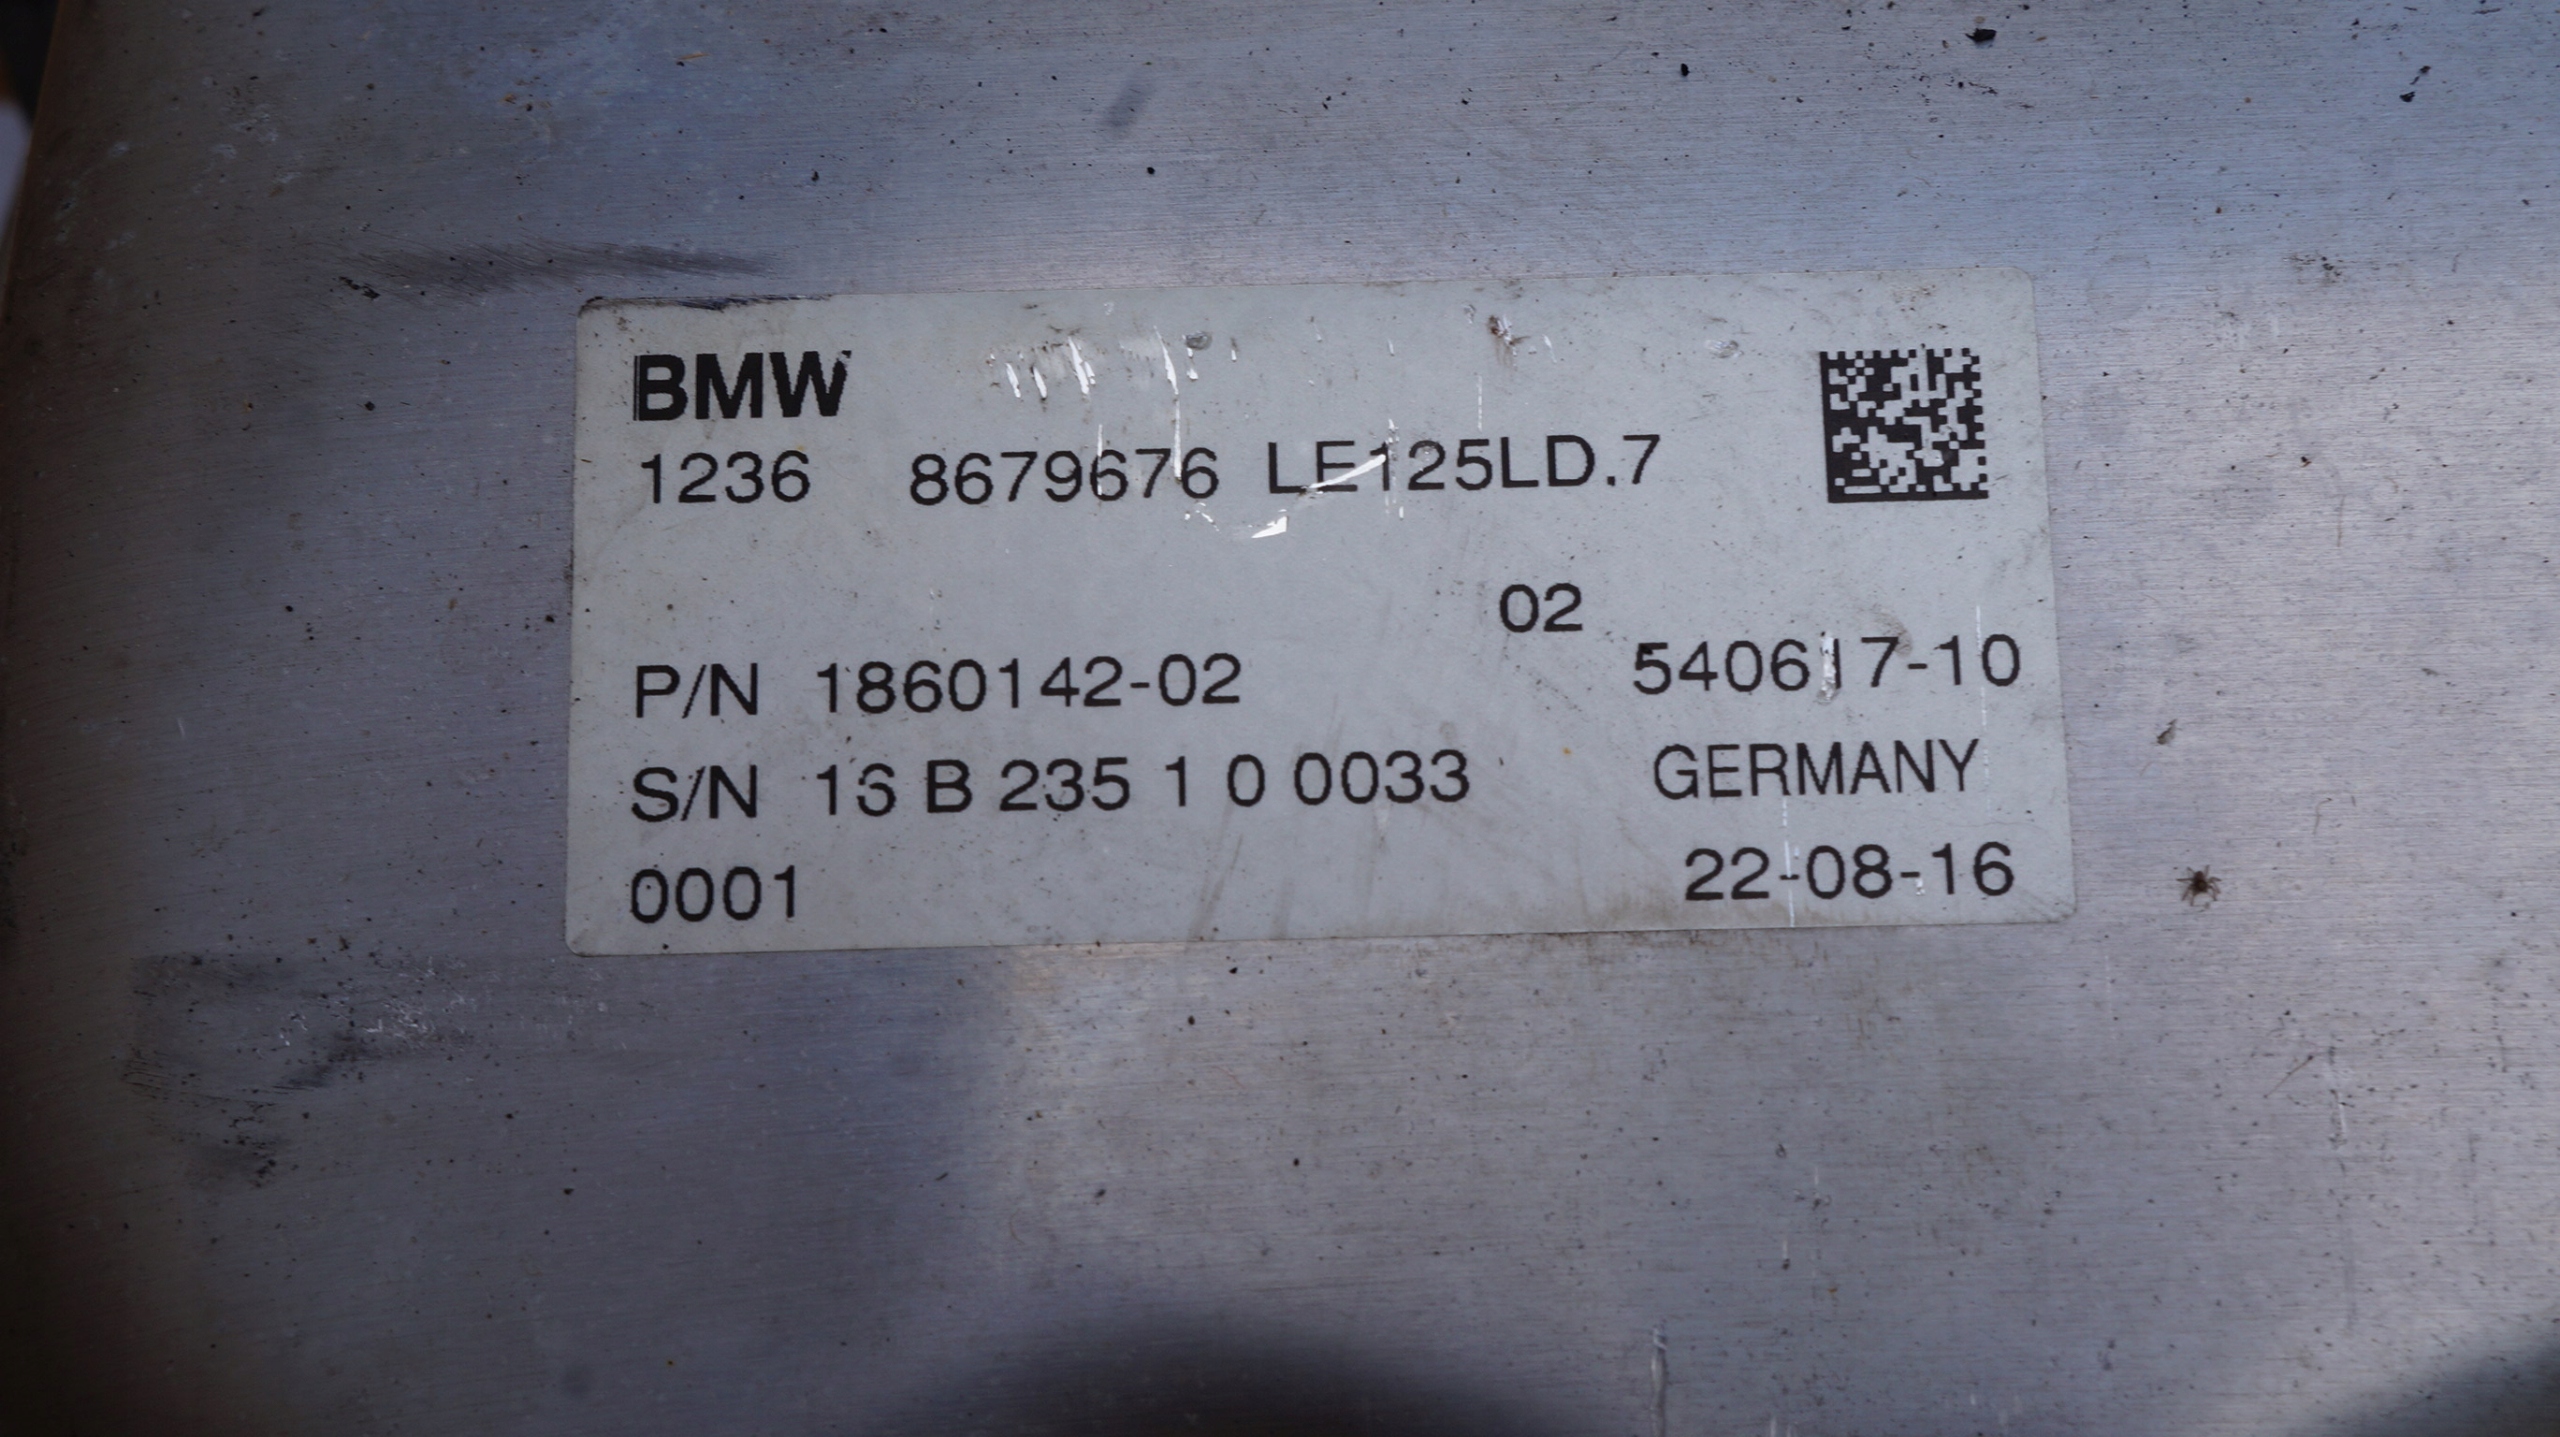 BMW
1236 8679676 LE125LD.7
02
P/N 1860142-02 540617-10
S/N 16 B 235 1 0 0033 GERMANY
0001 22-08-16